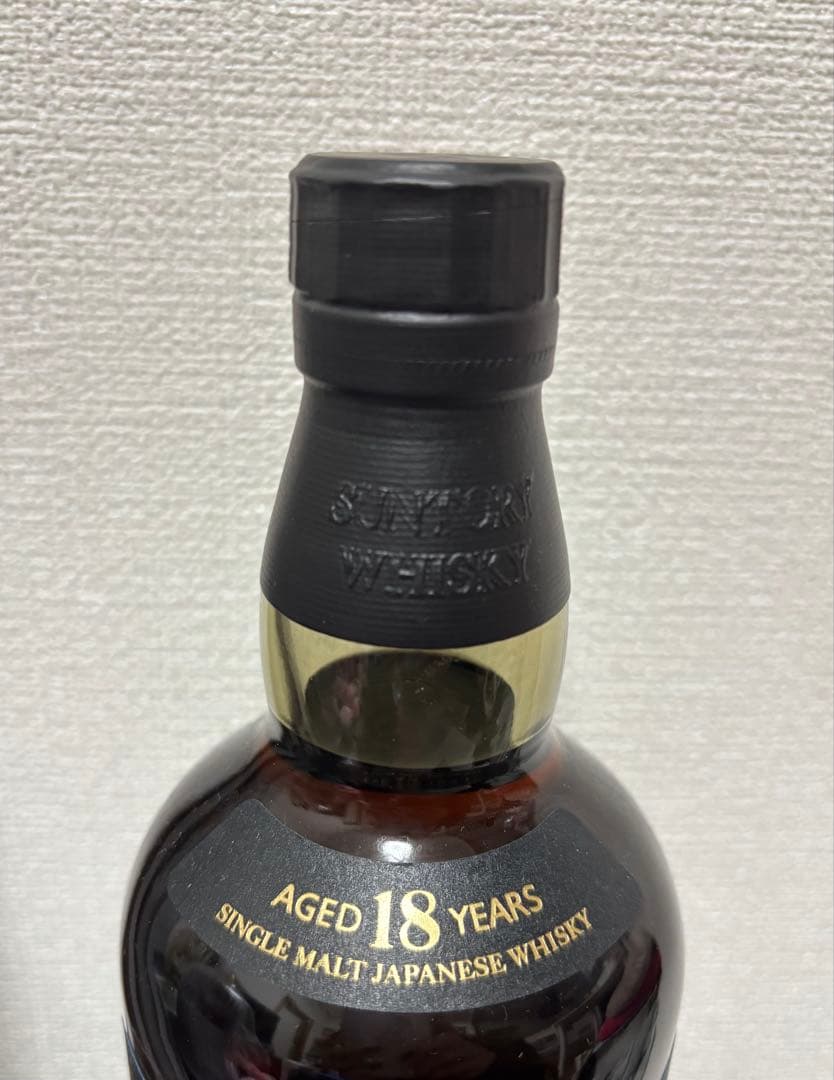 SUNTORY
WHISKY
AGED 18 YEARS
SINGLE MALT JAPANESE WHISKY